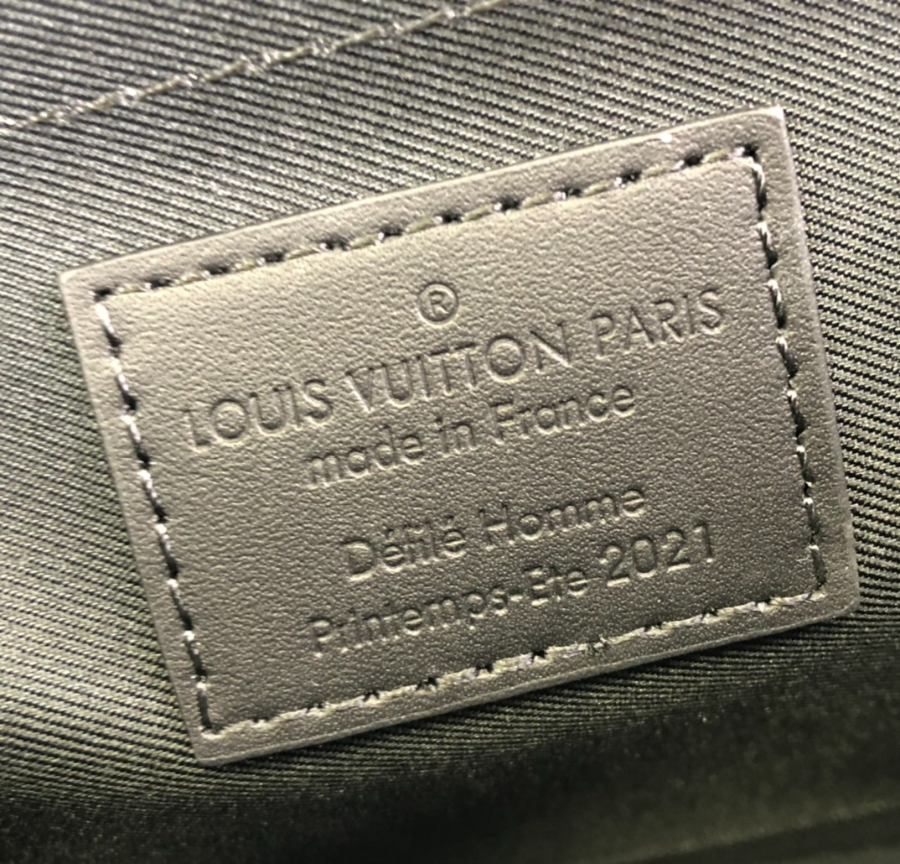 ®
LOUIS VUITTON PARIS
made in France
Défilé Homme
Printemps-Eté 2021